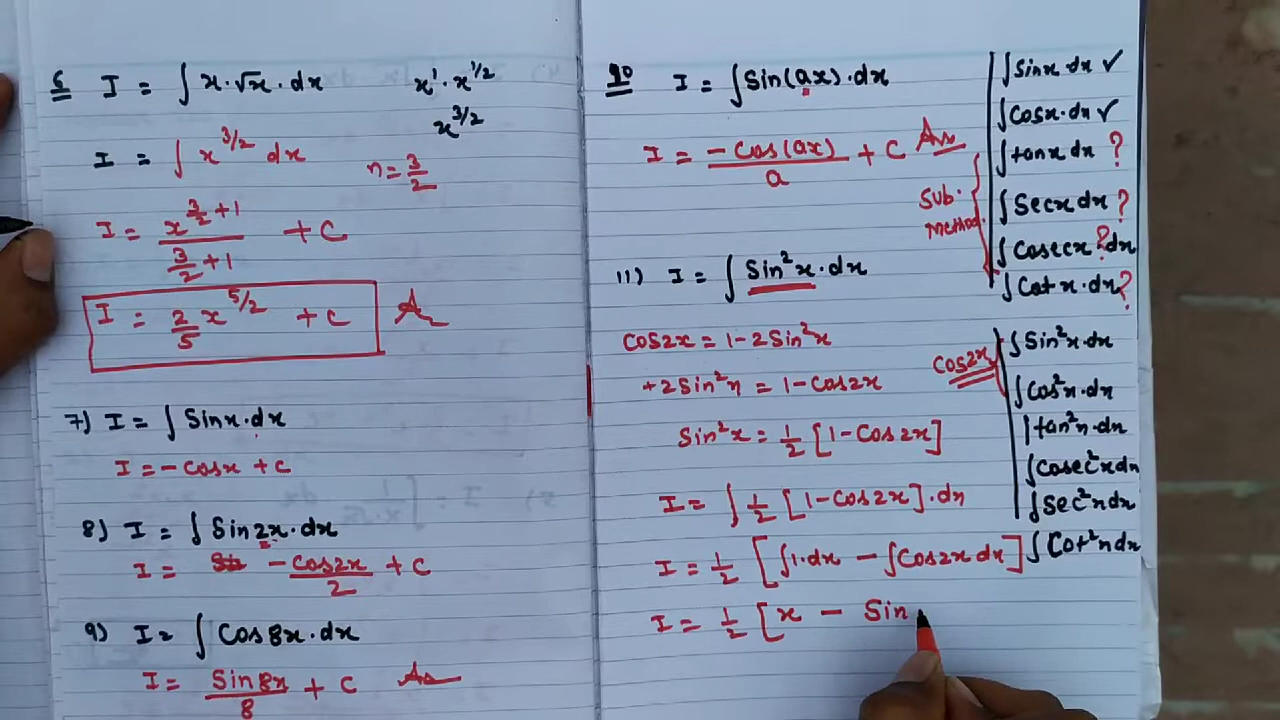 6 I = ∫ x·√x · dx x¹·x^1/2
x^3/2
I = ∫ x^3/2 dx n = 3/2
I = x^(3/2+1) / (3/2+1) + C
I = 2/5 x^5/2 + C
7) I = ∫ Sinx·dx
I = -cosx + C
8) I = ∫ Sin2x·dx
I = -cos2x/2 + C
9) I = ∫ Cos8x·dx
I = Sin8x/8 + C Ans
10 I = ∫Sin(ax)·dx
I = -Cos(ax)/a + C Ans
11) I = ∫ Sin²x·dx
Cos2x = 1-2Sin²x
+2Sin²x = 1-Cos2x
Sin²x = 1/2 [1-Cos2x]
I = ∫ 1/2 [1-Cos2x]·dx
I = 1/2 [∫1·dx - ∫Cos2x dx]
I = 1/2 [x - Sin
∫Sinx dx ✓
∫Cosx·dx ✓
∫tanx dx ?
∫Secx dx ?
∫Cosecx dx ?
∫Cotx·dx ?
Sub·
Method·
∫Sin²x·dx
Cos2x
∫Cos²x·dx
∫tan²x·dx
∫Cosec²x dx
∫Sec²x dx
∫Cot²x dx